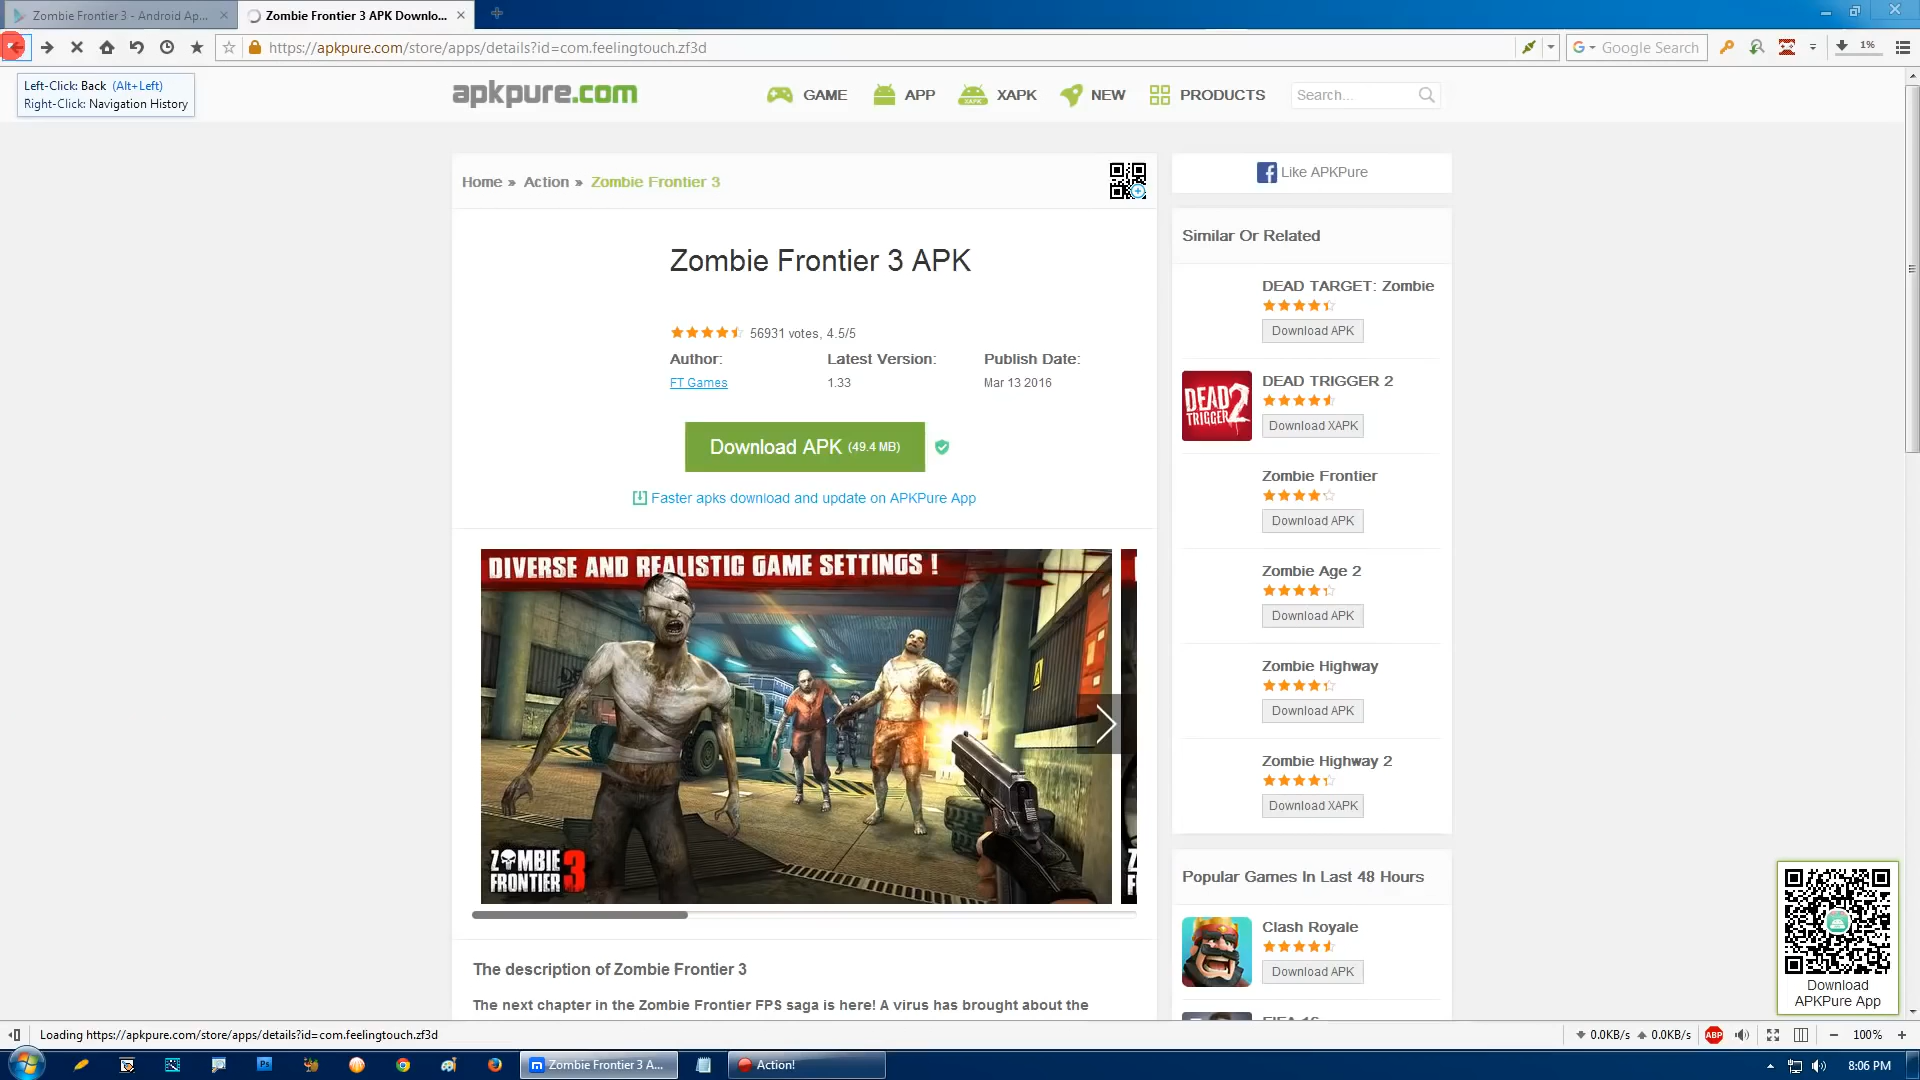 Zombie Frontier 3 - Android Ap...
Zombie Frontier 3 APK Downlo...
https://apkpure.com/store/apps/details?id=com.feelingtouch.zf3d
Google Search
1%
Left-Click: Back (Alt+Left)
Right-Click: Navigation History
apkpure.com
GAME
APP
XAPK
XAPK
NEW
PRODUCTS
Search...
Home » Action » Zombie Frontier 3
Zombie Frontier 3 APK
56931 votes, 4.5/5
Author: Latest Version: Publish Date:
FT Games 1.33 Mar 13 2016
Download APK (49.4 MB)
Faster apks download and update on APKPure App
DIVERSE AND REALISTIC GAME SETTINGS !
ZOMBIE
FRONTIER 3
The description of Zombie Frontier 3
The next chapter in the Zombie Frontier FPS saga is here! A virus has brought about the
Like APKPure
Similar Or Related
DEAD TARGET: Zombie
Download APK
DEAD TRIGGER 2
DEAD
TRIGGER 2
Download XAPK
Zombie Frontier
Download APK
Zombie Age 2
Download APK
Zombie Highway
Download APK
Zombie Highway 2
Download XAPK
Popular Games In Last 48 Hours
Clash Royale
Download APK
Download
APKPure App
Loading https://apkpure.com/store/apps/details?id=com.feelingtouch.zf3d
0.0KB/s 0.0KB/s ABP 100%
Zombie Frontier 3 A...
Action!
8:06 PM